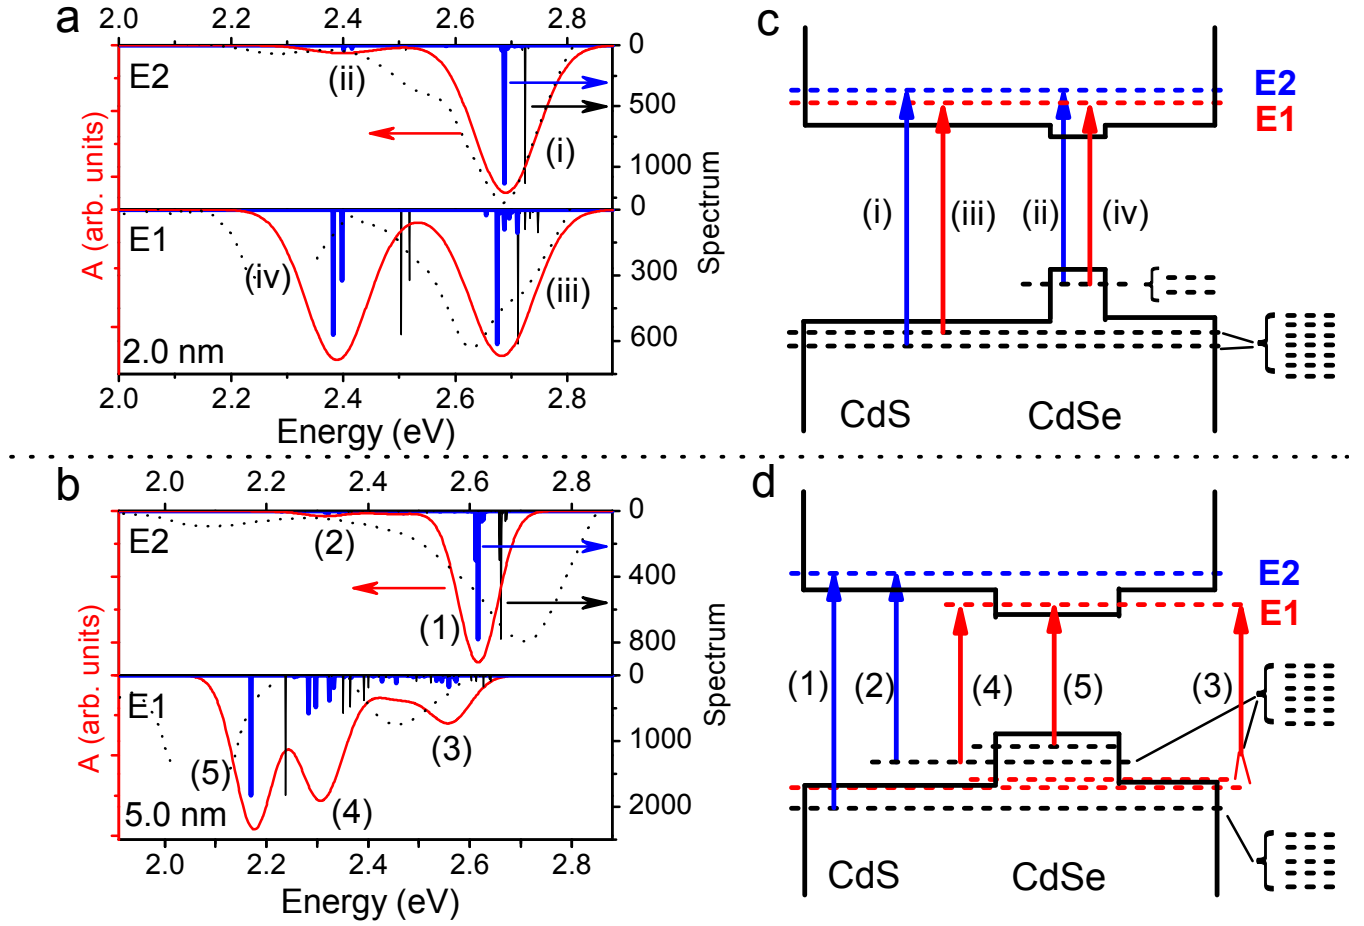 a
2.0 2.2 2.4 2.6 2.8
E2
(ii)
(i)
0
500
1000
0
300
600
E1
(iv)
(iii)
2.0 nm
A (arb. units)
Spectrum
2.0 2.2 2.4 2.6 2.8
Energy (eV)
c
E2
E1
(i)
(iii)
(ii)
(iv)
CdS
CdSe
b
2.0 2.2 2.4 2.6 2.8
E2
(2)
(1)
0
400
800
0
1000
2000
E1
(5)
(4)
(3)
5.0 nm
A (arb. units)
Spectrum
2.0 2.2 2.4 2.6 2.8
Energy (eV)
d
E2
E1
(1)
(2)
(4)
(5)
(3)
CdS
CdSe